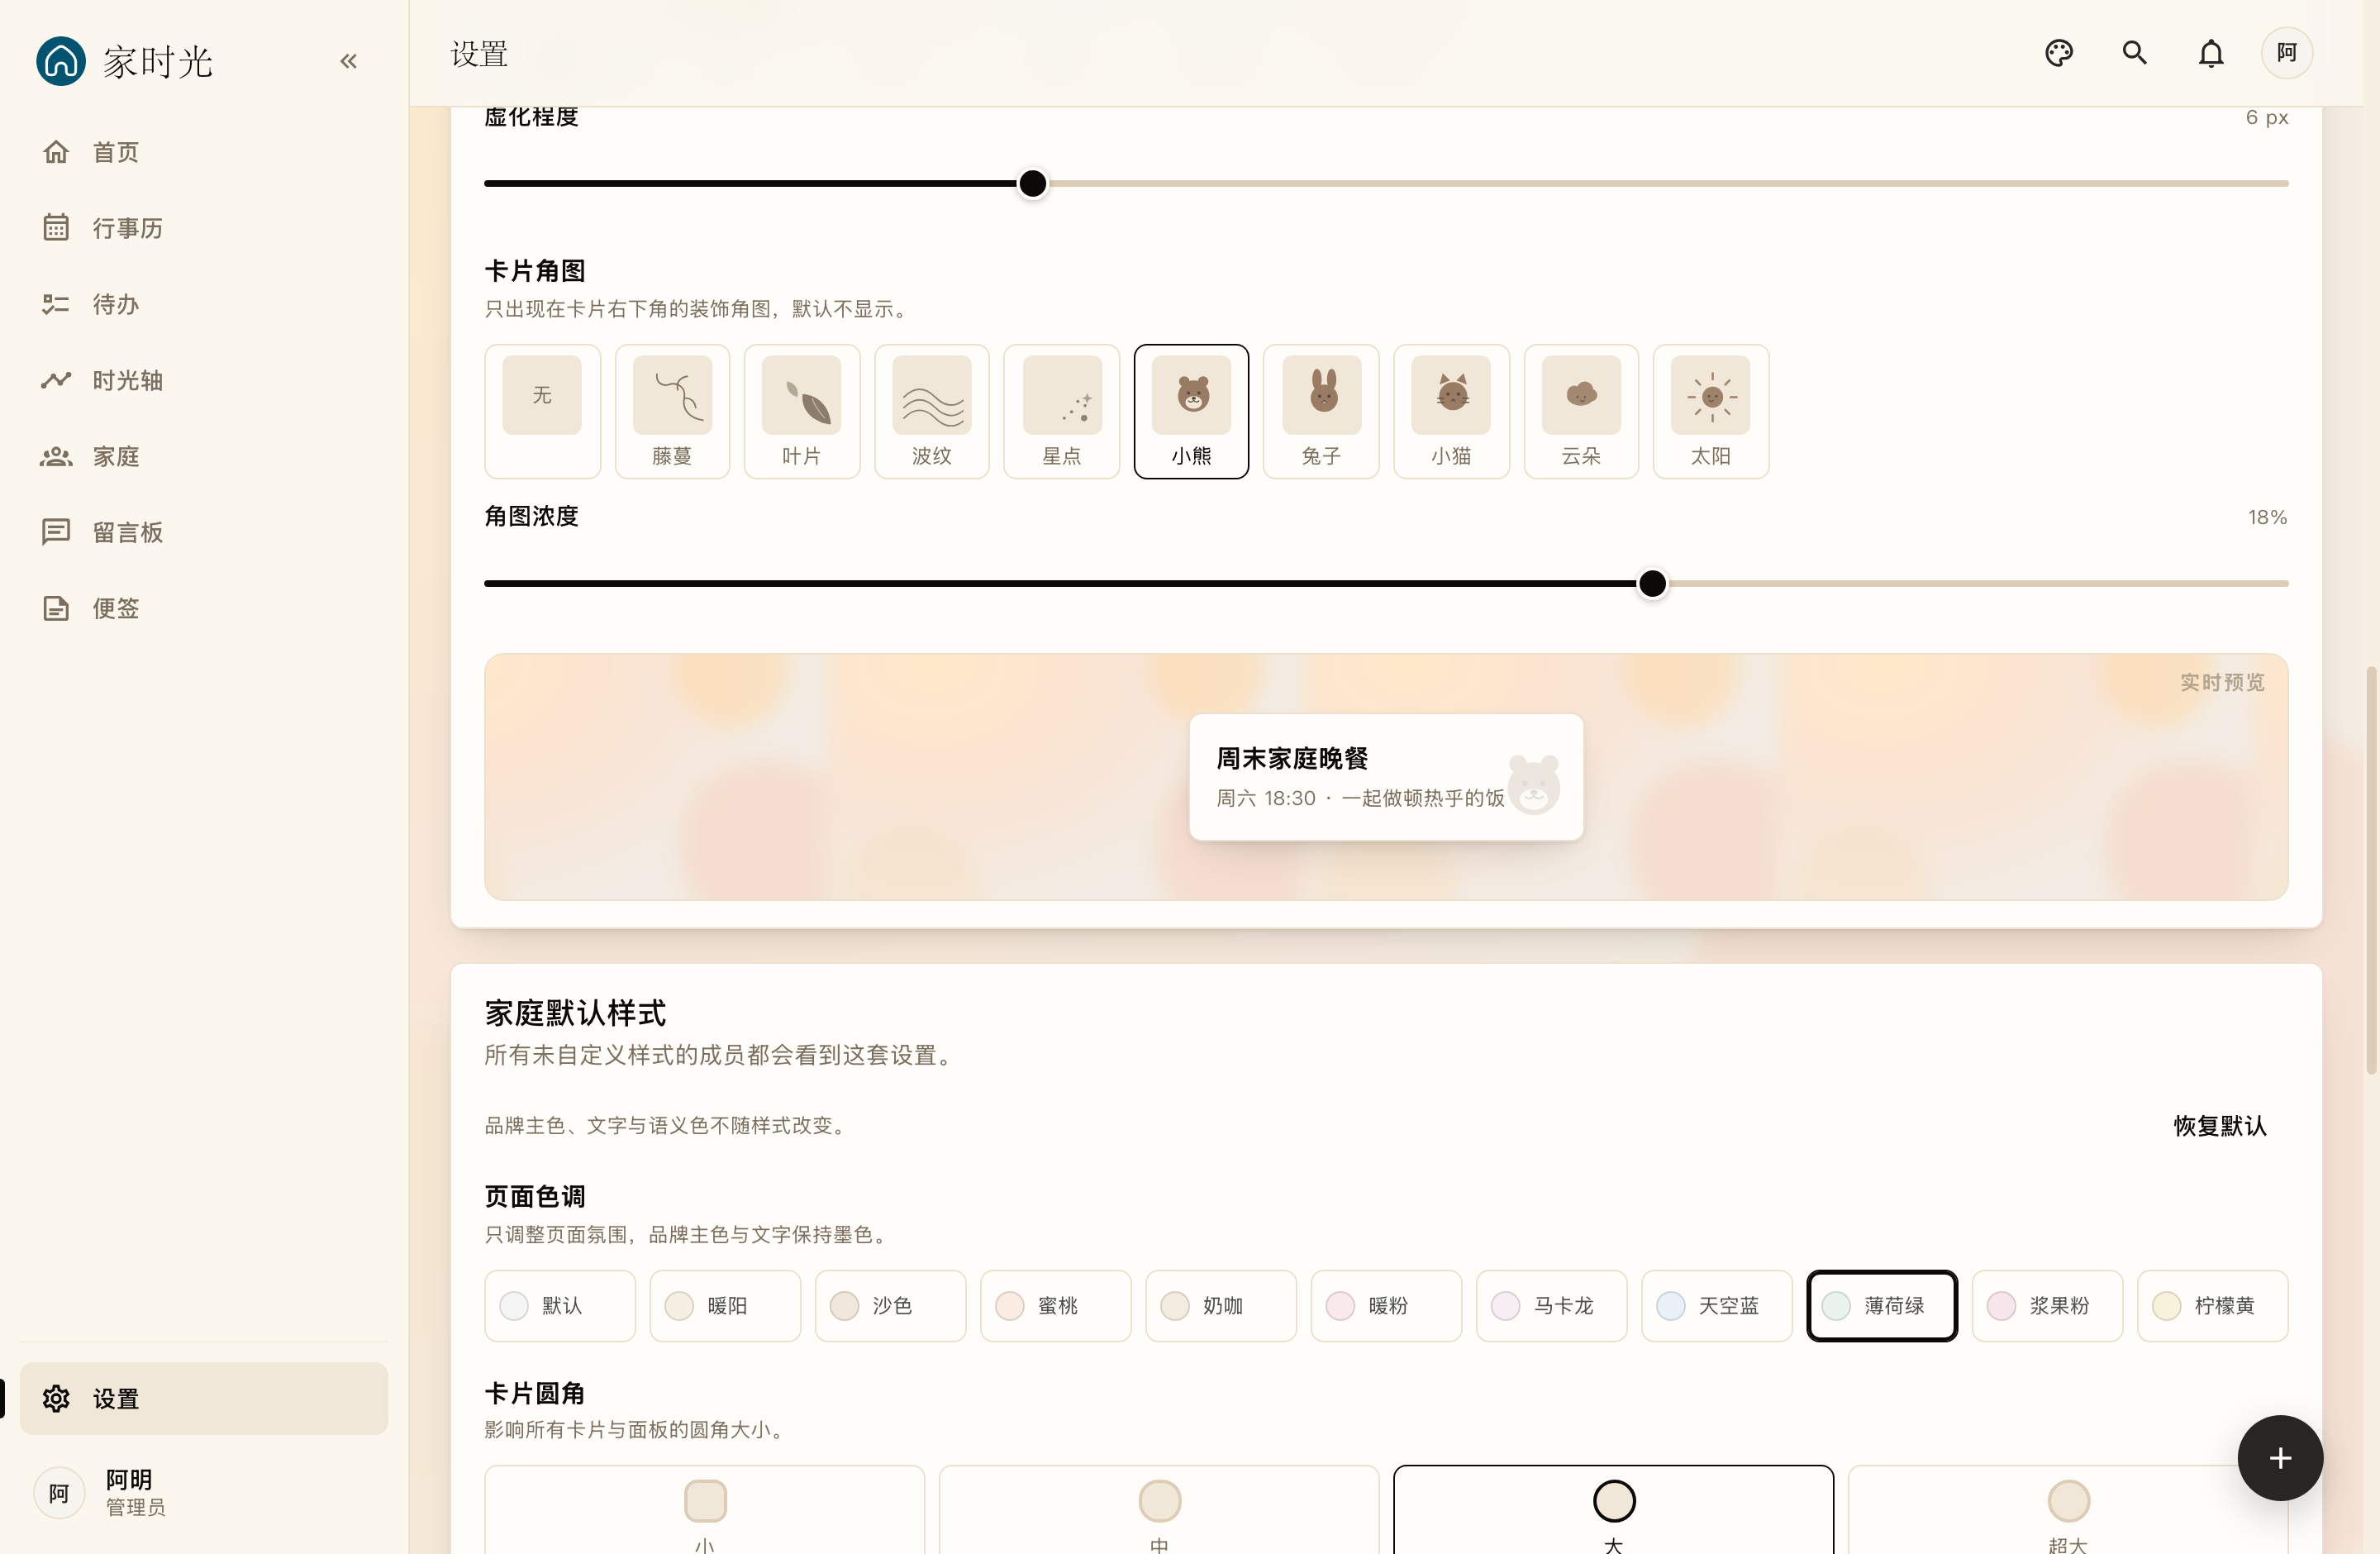 家时光
首页
行事历
待办
时光轴
家庭
留言板
便签
设置
阿
阿明
管理员
设置
阿
虚化程度
6 px
卡片角图
只出现在卡片右下角的装饰角图，默认不显示。
无
藤蔓
叶片
波纹
星点
小熊
兔子
小猫
云朵
太阳
角图浓度
18%
实时预览
周末家庭晚餐
周六 18:30 · 一起做顿热乎的饭
家庭默认样式
所有未自定义样式的成员都会看到这套设置。
品牌主色、文字与语义色不随样式改变。
恢复默认
页面色调
只调整页面氛围，品牌主色与文字保持墨色。
默认
暖阳
沙色
蜜桃
奶咖
暖粉
马卡龙
天空蓝
薄荷绿
浆果粉
柠檬黄
卡片圆角
影响所有卡片与面板的圆角大小。
小
中
大
超大